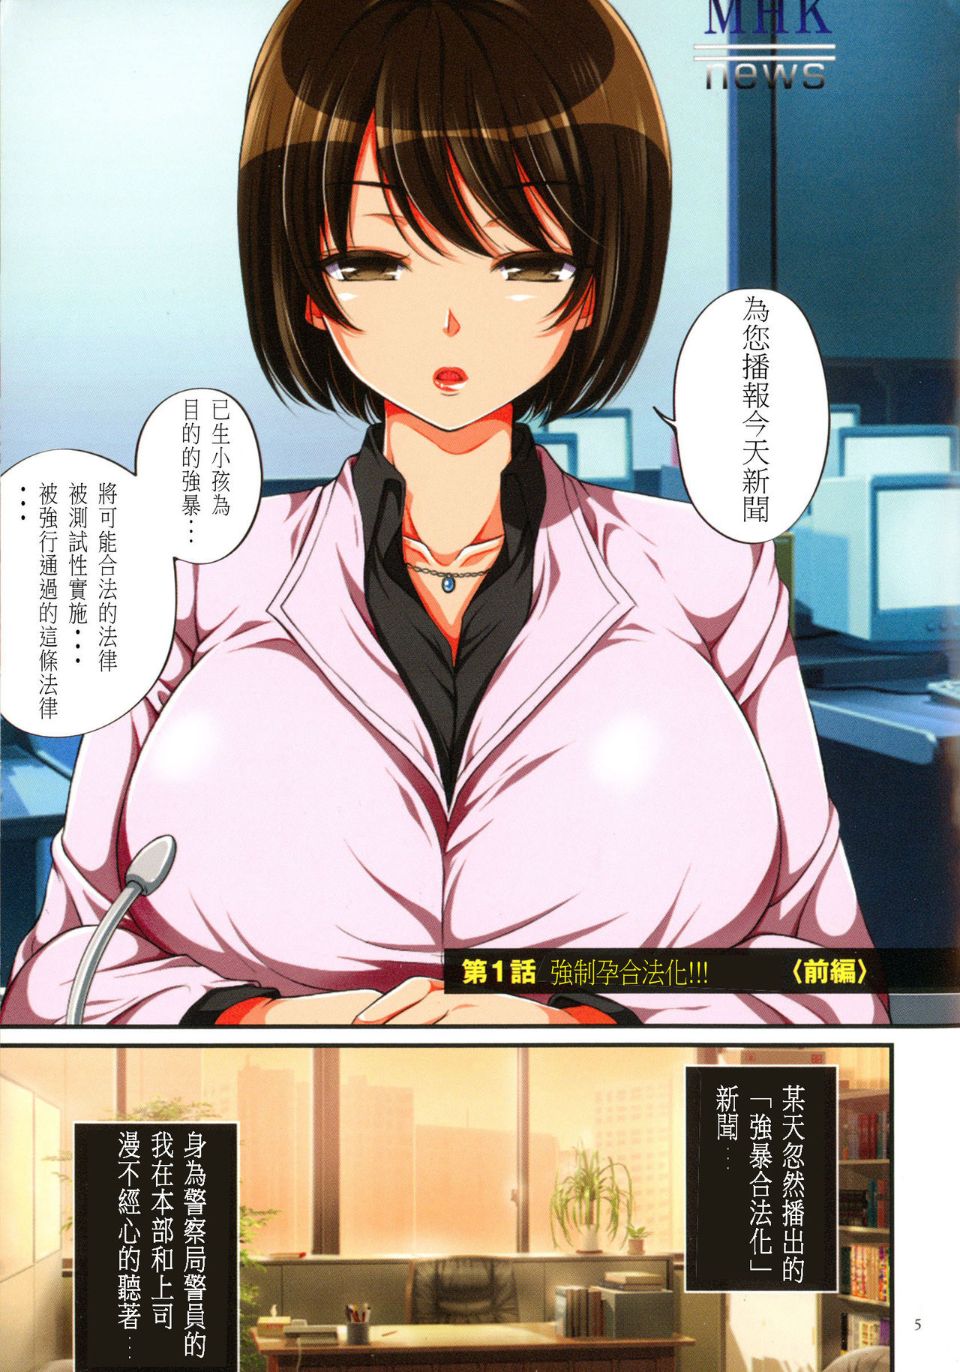 MHK
news
為您播報今天新聞
已生小孩為
目的的強暴…
將可能合法的法律
被測試性實施・・・
被強行通過的這條法律
・・・
第1話 強制孕合法化!!! 〈前編〉
某天忽然播出的
「強暴合法化」
新聞…
身為警察局警員的
我在本部和上司
漫不經心的聽著……
5